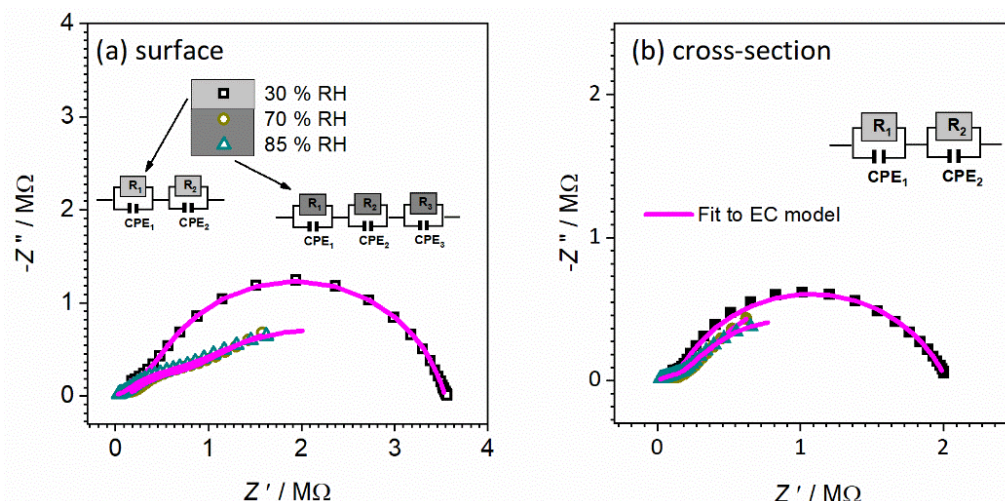 (a) surface
4
3
2
1
0
-Z" / MΩ
30 % RH
70 % RH
85 % RH
R1
R2
CPE1
CPE2
R1
R2
R3
CPE1
CPE2
CPE3
0
1
2
3
4
Z ' / MΩ
(b) cross-section
2
1
0
-Z" / MΩ
R1
R2
CPE1
CPE2
Fit to EC model
0
1
2
Z ' / MΩ